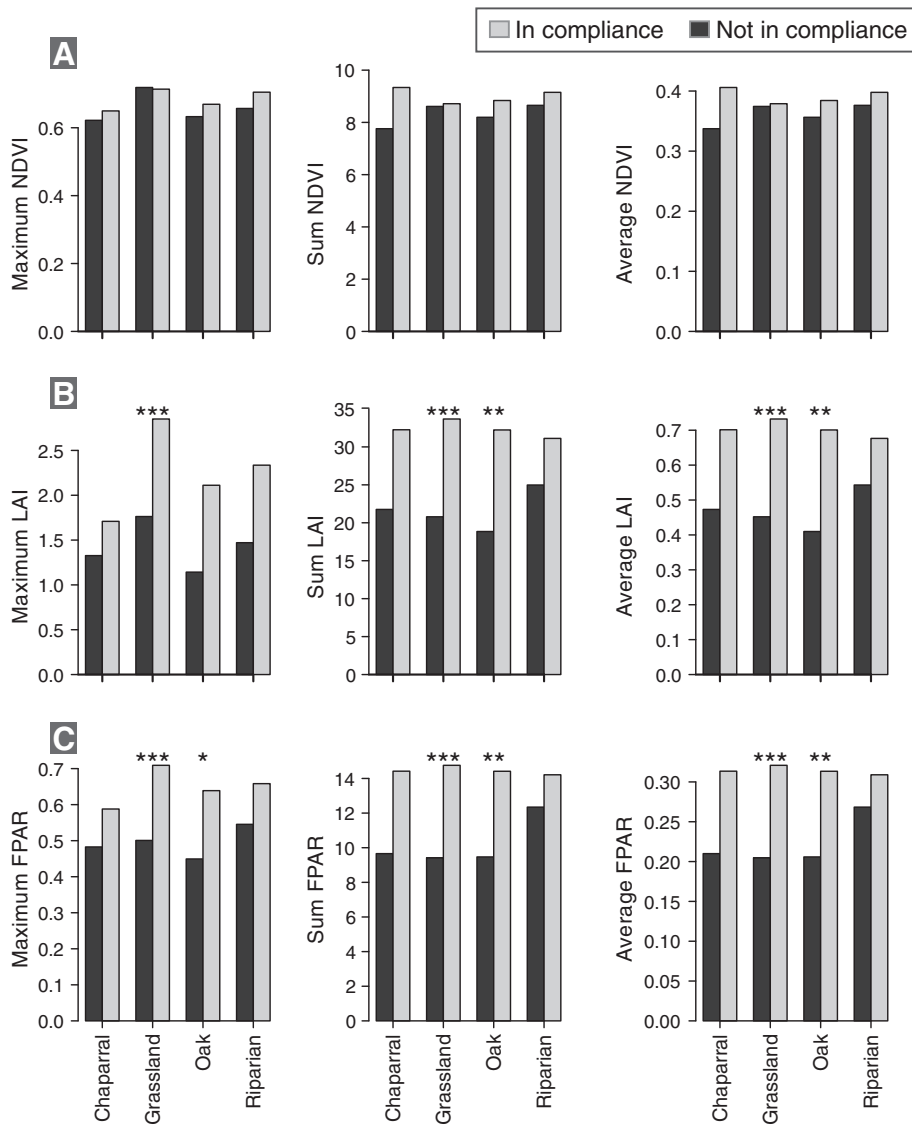 In compliance
Not in compliance
A
Maximum NDVI
0.6
0.4
0.2
0.0
Sum NDVI
10
8
6
4
2
0
Average NDVI
0.4
0.3
0.2
0.1
0.0
B
Maximum LAI
2.5
2.0
1.5
1.0
0.5
0.0
***
Sum LAI
35
30
25
20
15
10
5
0
***
**
Average LAI
0.7
0.6
0.5
0.4
0.3
0.2
0.1
0.0
***
**
C
Maximum FPAR
0.7
0.6
0.5
0.4
0.3
0.2
0.1
0.0
***
*
Chaparral
Grassland
Oak
Riparian
Sum FPAR
14
12
10
8
6
4
2
0
***
**
Chaparral
Grassland
Oak
Riparian
Average FPAR
0.30
0.25
0.20
0.15
0.10
0.05
0.00
***
**
Chaparral
Grassland
Oak
Riparian